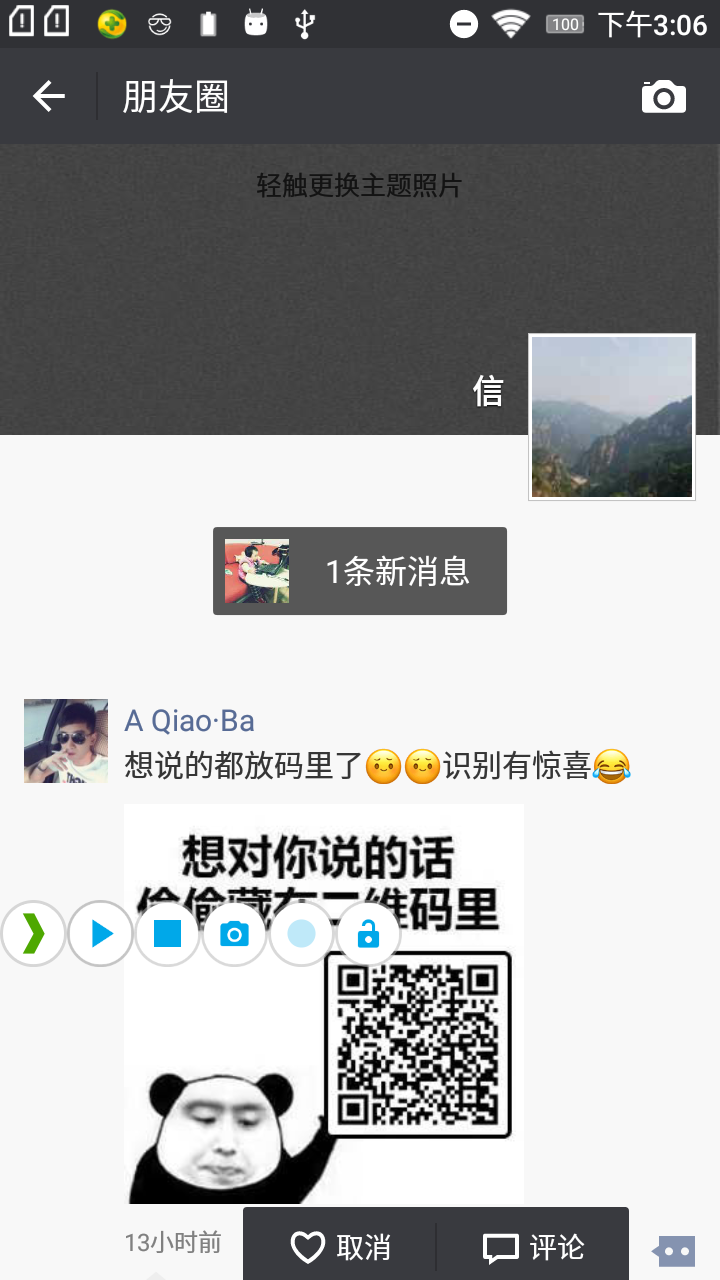 100 下午3:06
朋友圈
轻触更换主题照片
信
1条新消息
A Qiao·Ba
想说的都放码里了识别有惊喜
想对你说的话
偷偷藏在二维码里
13小时前
取消 评论